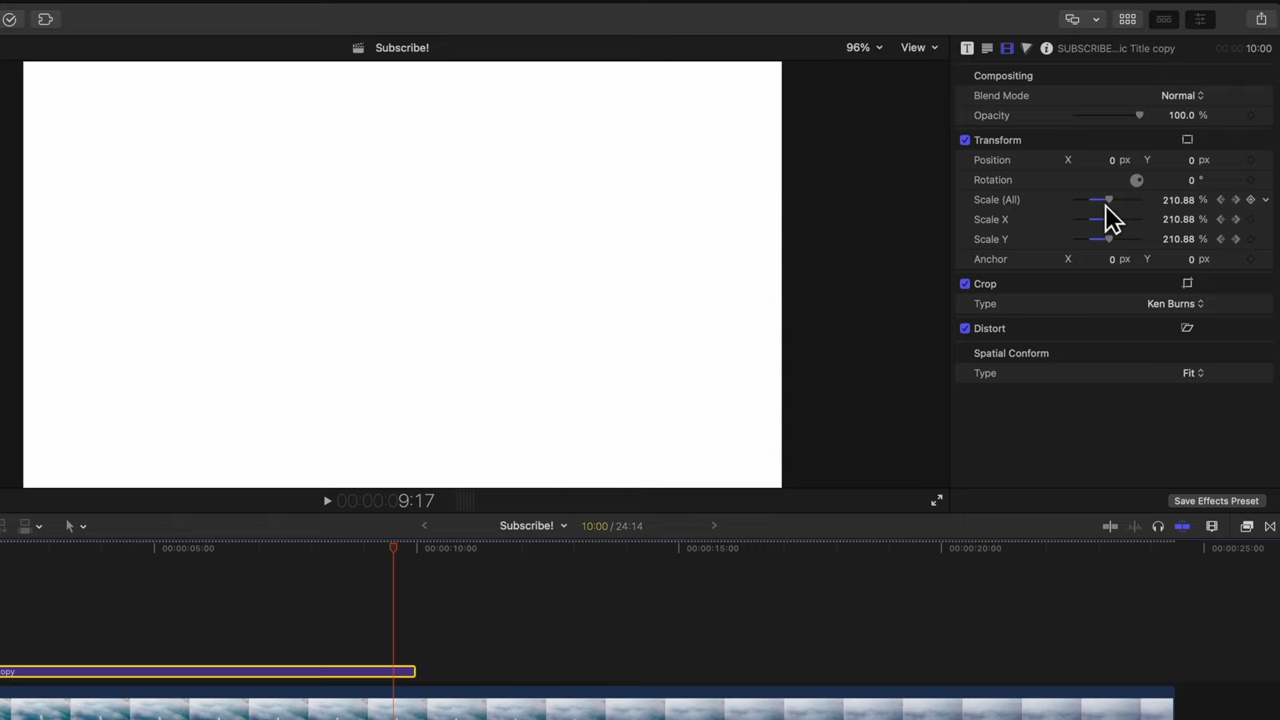 Subscribe!
96%
View
SUBSCRIBE...ic Title copy
00:00:10:00
Compositing
Blend Mode
Normal
Opacity
100.0 %
Transform
Position
X
0 px
Y
0 px
Rotation
0 °
Scale (All)
210.88 %
Scale X
210.88 %
Scale Y
210.88 %
Anchor
X
0 px
Y
0 px
Crop
Type
Ken Burns
Distort
Spatial Conform
Type
Fit
00:00:09:17
Save Effects Preset
Subscribe!
10:00 / 24:14
00:00:05:00
00:00:10:00
00:00:15:00
00:00:20:00
00:00:25:00
opy